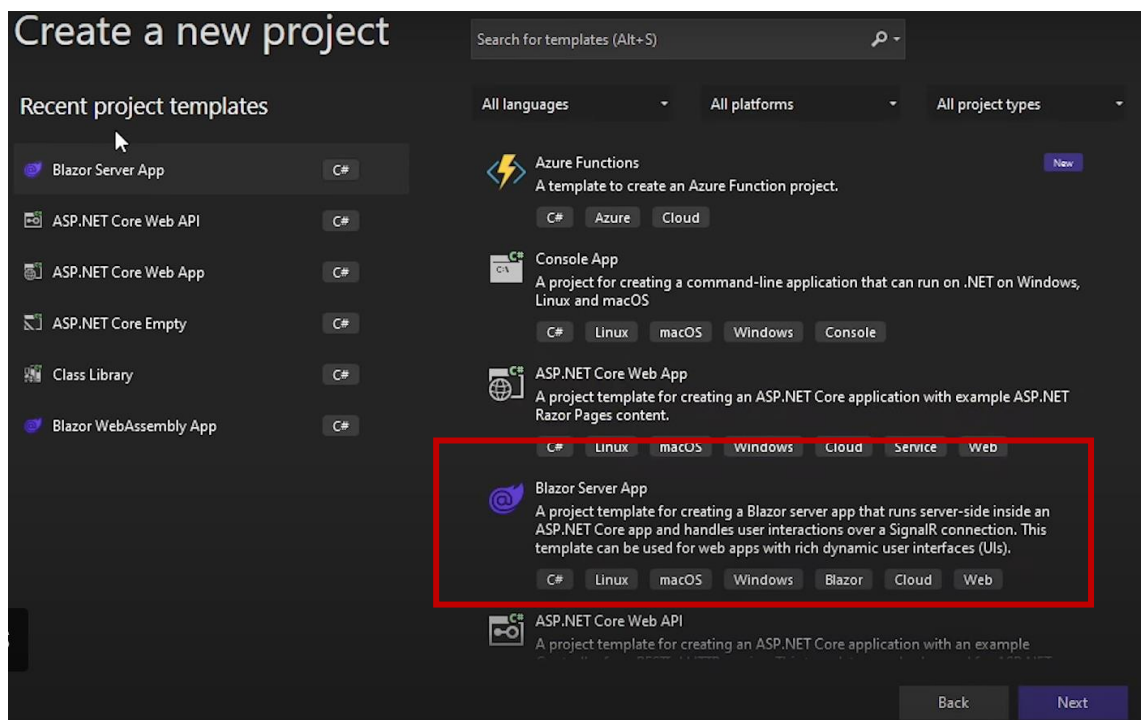 Create a new project
Search for templates (Alt+S)
Recent project templates
All languages
All platforms
All project types
Blazor Server App
C#
ASP.NET Core Web API
C#
ASP.NET Core Web App
C#
ASP.NET Core Empty
C#
Class Library
C#
Blazor WebAssembly App
C#
Azure Functions
New
A template to create an Azure Function project.
C# Azure Cloud
Console App
A project for creating a command-line application that can run on .NET on Windows,
Linux and macOS
C# Linux macOS Windows Console
ASP.NET Core Web App
A project template for creating an ASP.NET Core application with example ASP.NET
Razor Pages content.
C# Linux macOS Windows Cloud Service Web
Blazor Server App
A project template for creating a Blazor server app that runs server-side inside an
ASP.NET Core app and handles user interactions over a SignalR connection. This
template can be used for web apps with rich dynamic user interfaces (UIs).
C# Linux macOS Windows Blazor Cloud Web
ASP.NET Core Web API
A project template for creating an ASP.NET Core application with an example
Back
Next